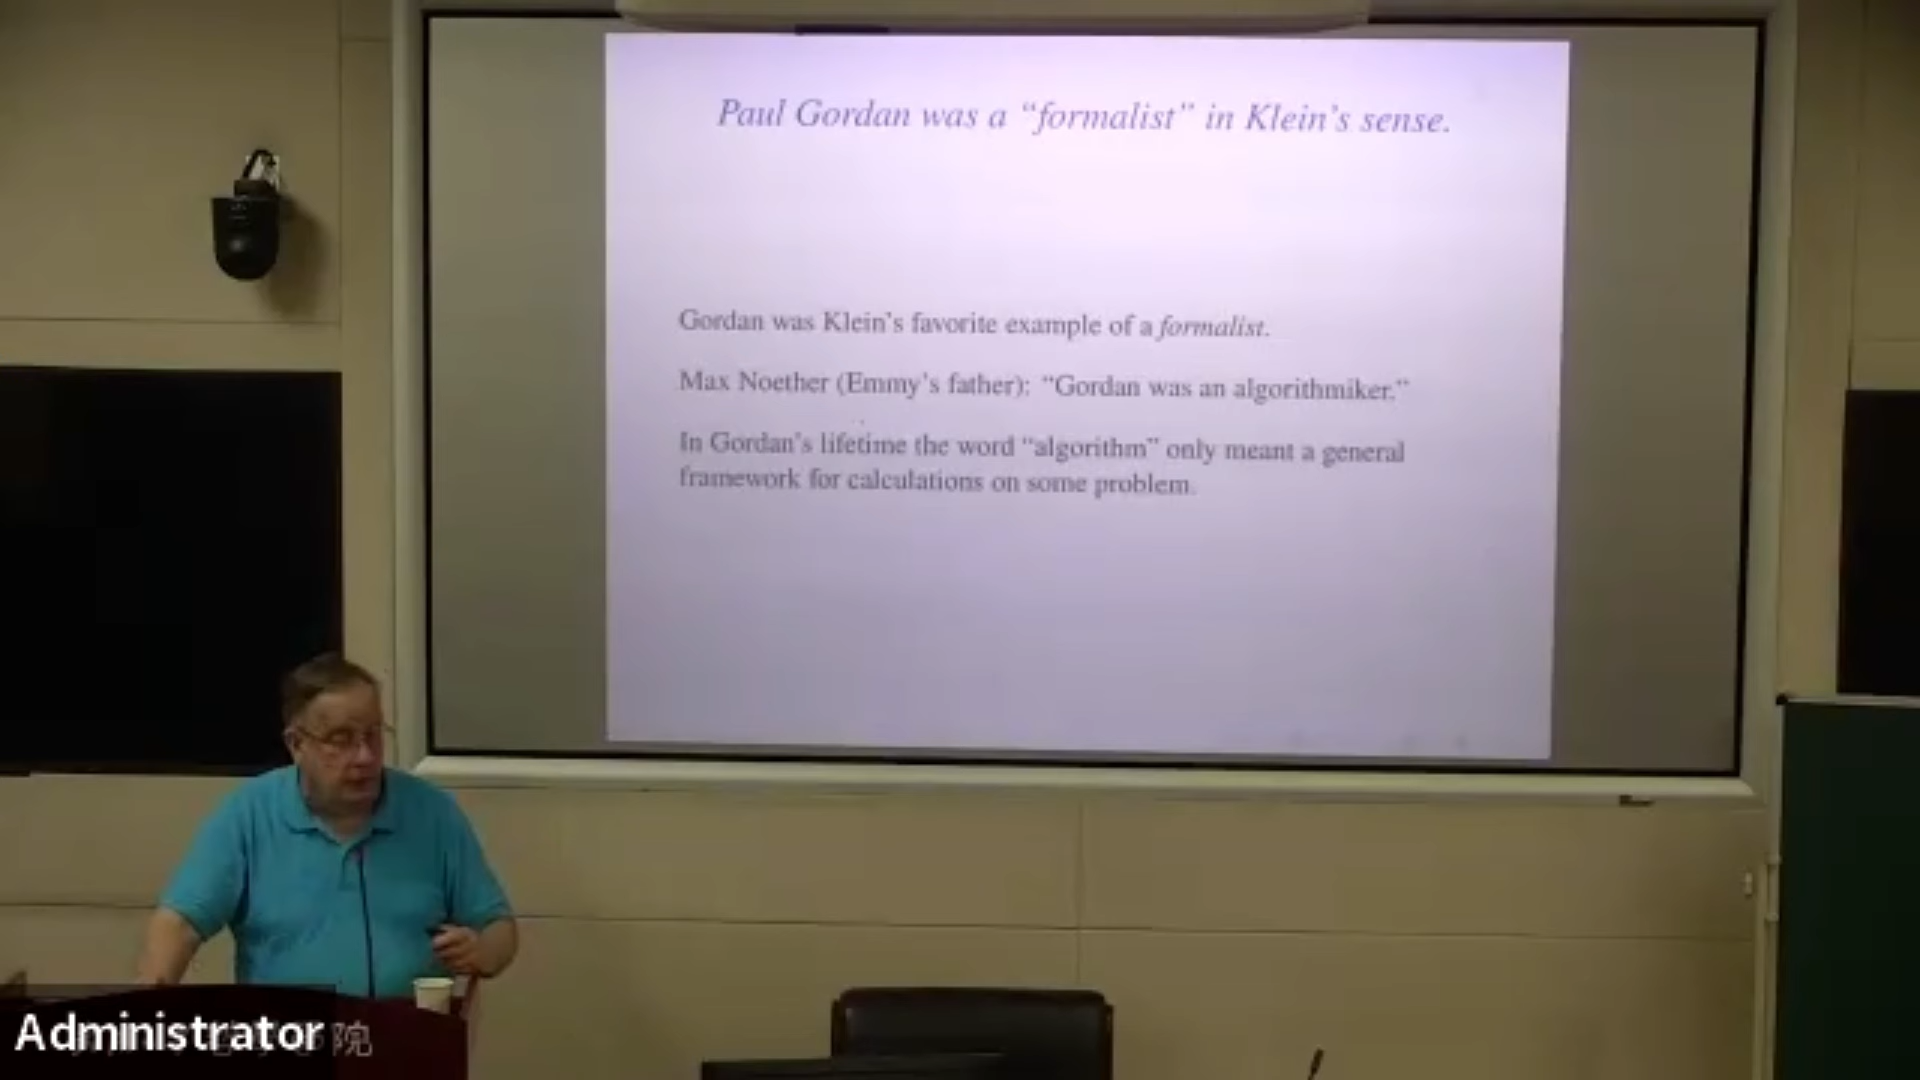 Paul Gordan was a “formalist” in Klein’s sense.
Gordan was Klein’s favorite example of a formalist.
Max Noether (Emmy’s father): “Gordan was an algorithmiker.”
In Gordan’s lifetime the word “algorithm” only meant a general
framework for calculations on some problem.
Administrator
院